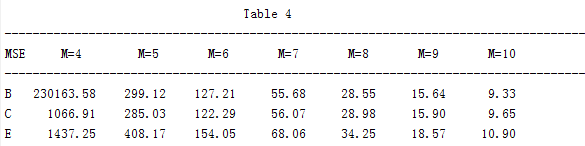 Table 4
MSE M=4 M=5 M=6 M=7 M=8 M=9 M=10
B 230163.58 299.12 127.21 55.68 28.55 15.64 9.33
C 1066.91 285.03 122.29 56.07 28.98 15.90 9.65
E 1437.25 408.17 154.05 68.06 34.25 18.57 10.90